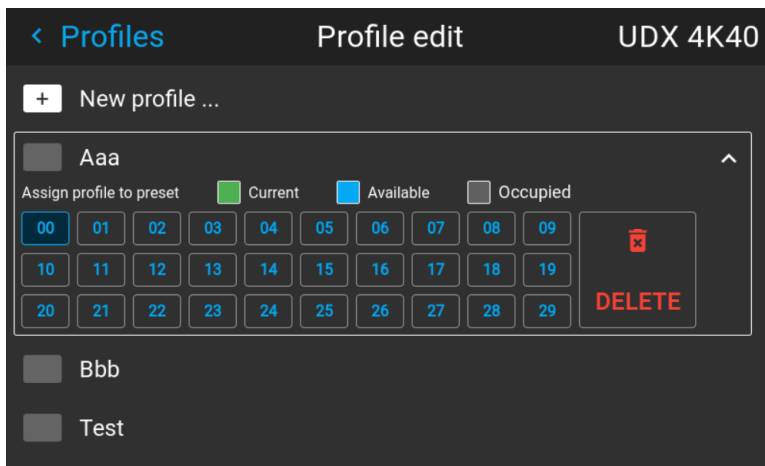 < Profiles Profile edit UDX 4K40
+ New profile ...
Aaa
Assign profile to preset Current Available Occupied
00 01 02 03 04 05 06 07 08 09
10 11 12 13 14 15 16 17 18 19
20 21 22 23 24 25 26 27 28 29
DELETE
Bbb
Test